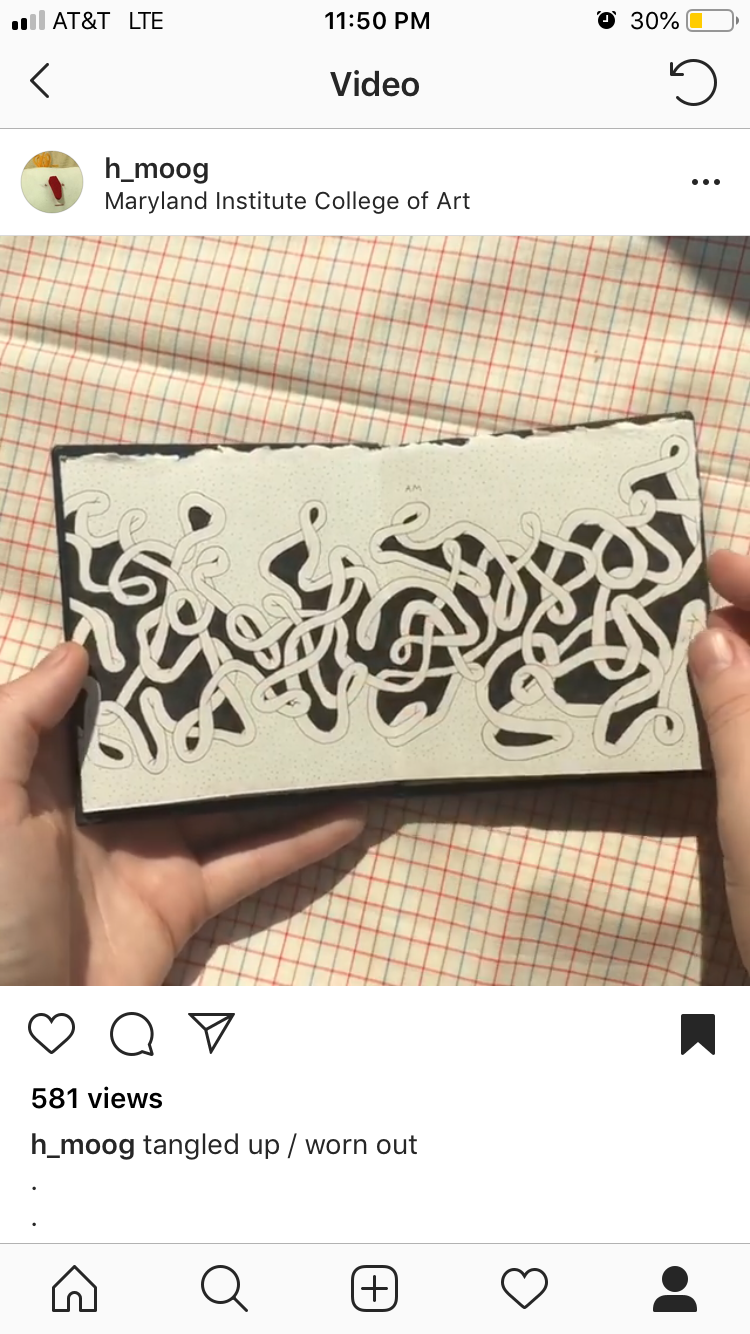 AT&T LTE 11:50 PM 30%
Video
h_moog
Maryland Institute College of Art
AM
581 views
h_moog tangled up / worn out
.
.